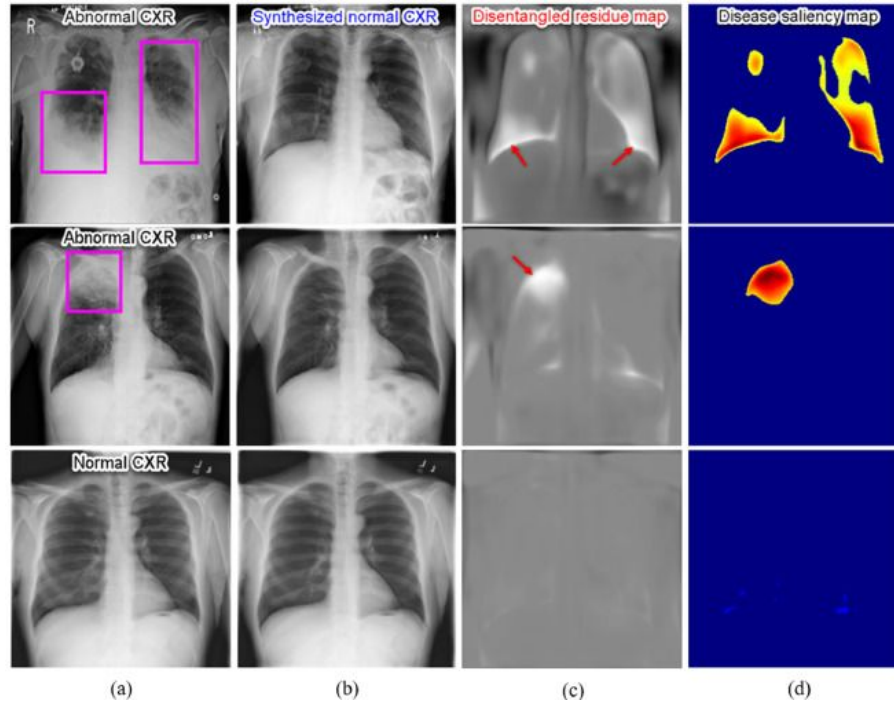 Abnormal CXR Synthesized normal CXR Disentangled residue map Disease saliency map
R
Abnormal CXR
Normal CXR
(a) (b) (c) (d)